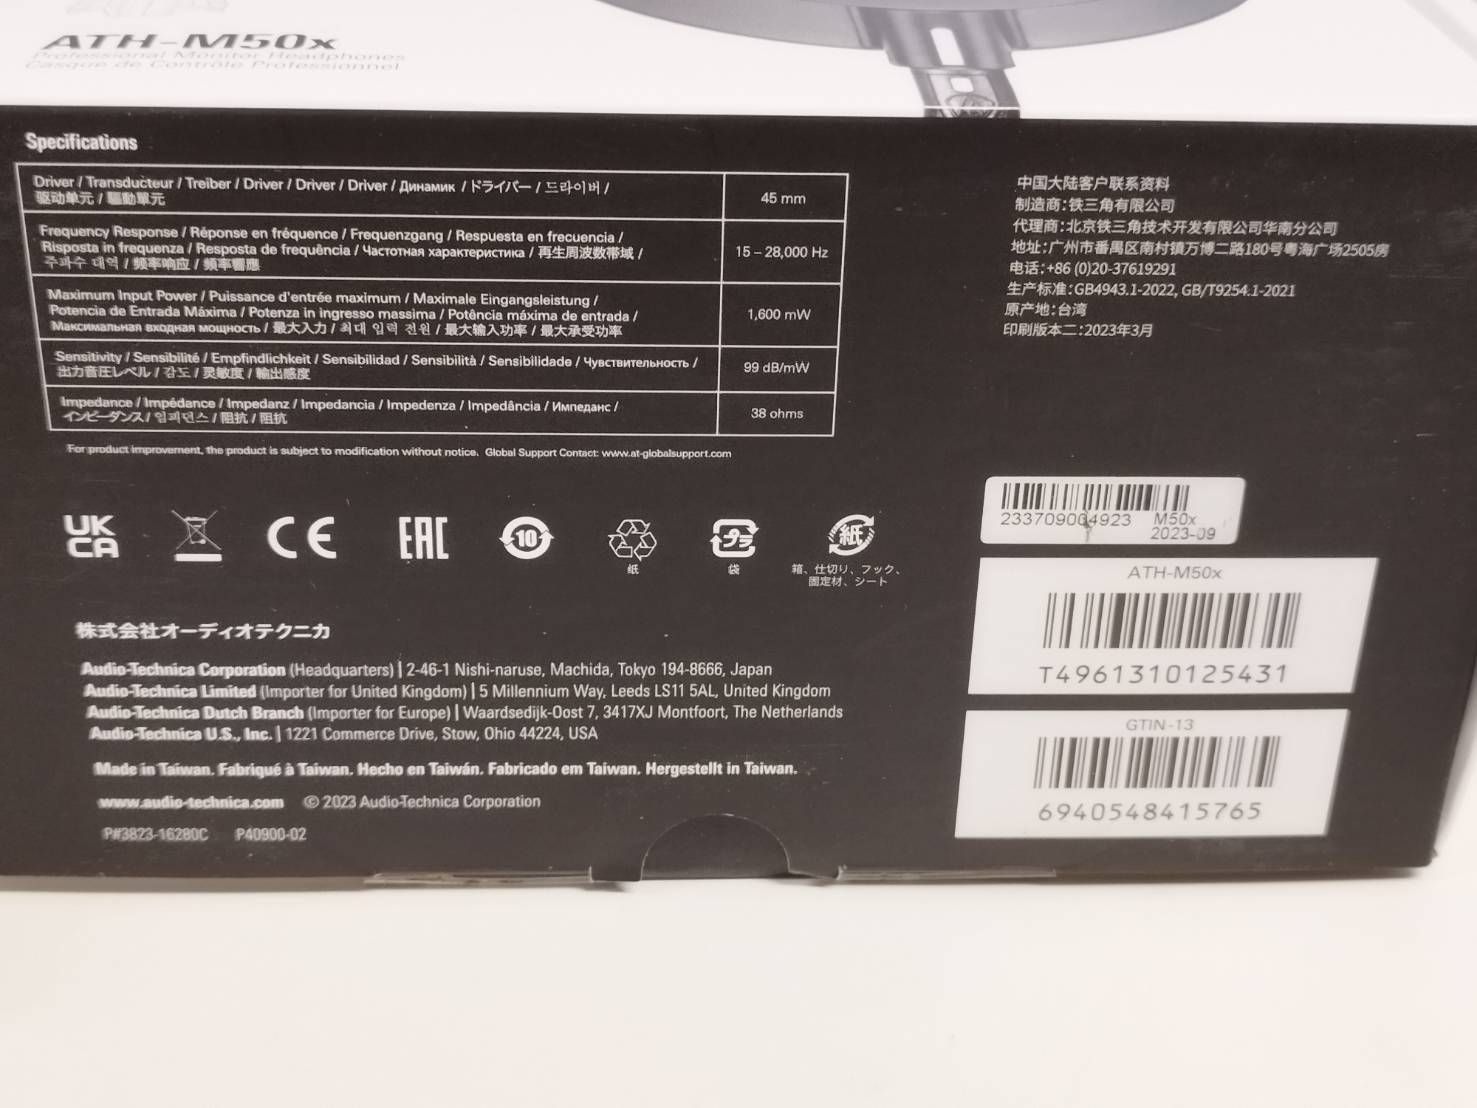 ATH-M50x
Professional Monitor Headphones
Casque de Contrôle Professionnel
Specifications
Driver / Transducteur / Treiber / Driver / Driver / Driver / Динамик / ドライバー / 드라이버 /
驱动单元 / 驅動單元
45 mm
Frequency Response / Réponse en fréquence / Frequenzgang / Respuesta en frecuencia /
Risposta in frequenza / Resposta de frequência / Частотная характеристика / 再生周波数帯域 /
주파수 대역 / 频率响应 / 頻率響應
15 – 28,000 Hz
Maximum Input Power / Puissance d'entrée maximum / Maximale Eingangsleistung /
Potencia de Entrada Máxima / Potenza in ingresso massima / Potência máxima de entrada /
Максимальная входная мощность / 最大入力 / 최대 입력 전원 / 最大输入功率 / 最大承受功率
1,600 mW
Sensitivity / Sensibilité / Empfindlichkeit / Sensibilidad / Sensibilità / Sensibilidade / Чувствительность /
出力音圧レベル / 감도 / 灵敏度 / 輸出感度
99 dB/mW
Impedance / Impédance / Impedanz / Impedancia / Impedenza / Impedância / Импеданс /
インピーダンス / 임피던스 / 阻抗 / 阻抗
38 ohms
For product improvement, the product is subject to modification without notice. Global Support Contact: www.at-globalsupport.com
中国大陆客户联系资料
制造商:铁三角有限公司
代理商:北京铁三角技术开发有限公司华南分公司
地址:广州市番禺区南村镇万博二路180号粤海广场2505房
电话:+86 (0)20-37619291
生产标准:GB4943.1-2022, GB/T9254.1-2021
原产地:台湾
印刷版本二:2023年3月
UK
CA
CE
EAC
10
纸
プラ
袋
紙
箱、仕切り、フック、
固定材、シート
233709004923 M50x
2023-09
ATH-M50x
T4961310125431
GTIN-13
6940548415765
株式会社オーディオテクニカ
Audio-Technica Corporation (Headquarters) | 2-46-1 Nishi-naruse, Machida, Tokyo 194-8666, Japan
Audio-Technica Limited (Importer for United Kingdom) | 5 Millennium Way, Leeds LS11 5AL, United Kingdom
Audio-Technica Dutch Branch (Importer for Europe) | Waardsedijk-Oost 7, 3417XJ Montfoort, The Netherlands
Audio-Technica U.S., Inc. | 1221 Commerce Drive, Stow, Ohio 44224, USA
Made in Taiwan. Fabriqué à Taiwan. Hecho en Taiwán. Fabricado em Taiwan. Hergestellt in Taiwan.
www.audio-technica.com © 2023 Audio-Technica Corporation
P#3823-16280C P40900-02